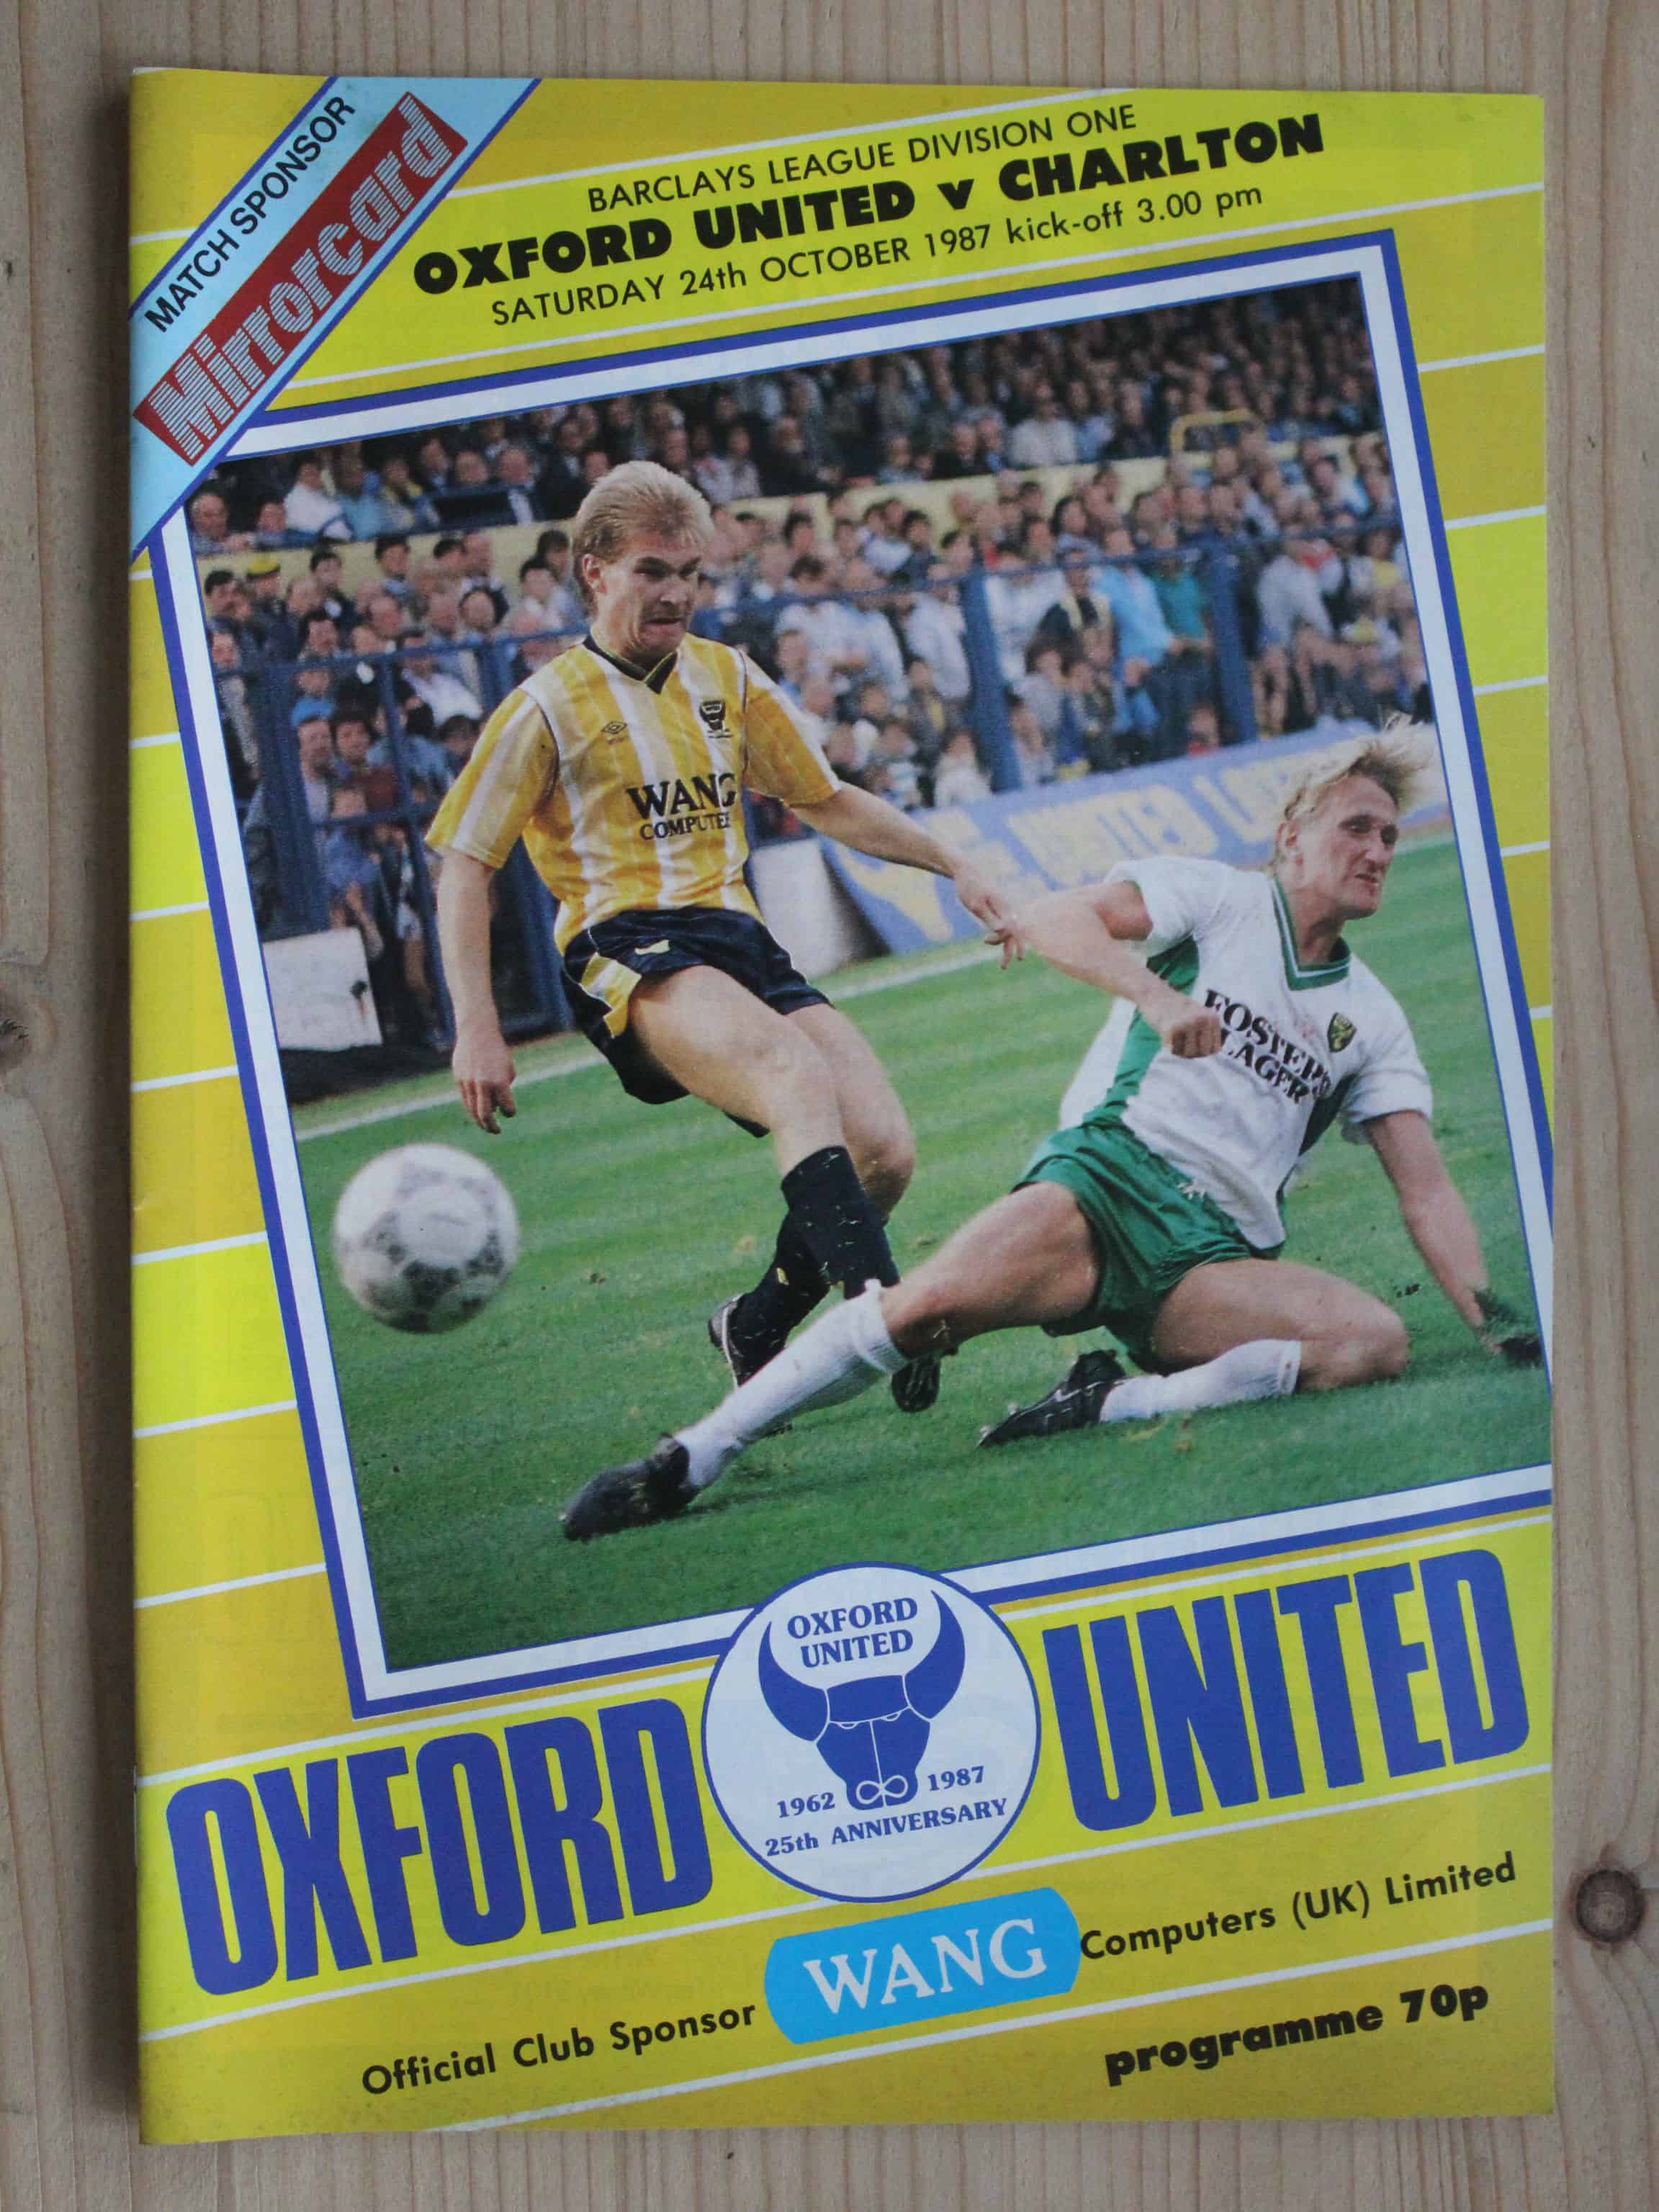 MATCH SPONSOR
Mirrorcard
BARCLAYS LEAGUE DIVISION ONE
OXFORD UNITED v CHARLTON
SATURDAY 24th OCTOBER 1987 kick-off 3.00 pm
WANG
COMPUTE
FOSTERS
LAGER
UNITED
OXFORD
UNITED
1962 1987
25th ANNIVERSARY
OXFORD UNITED
Official Club Sponsor WANG Computers (UK) Limited
programme 70p